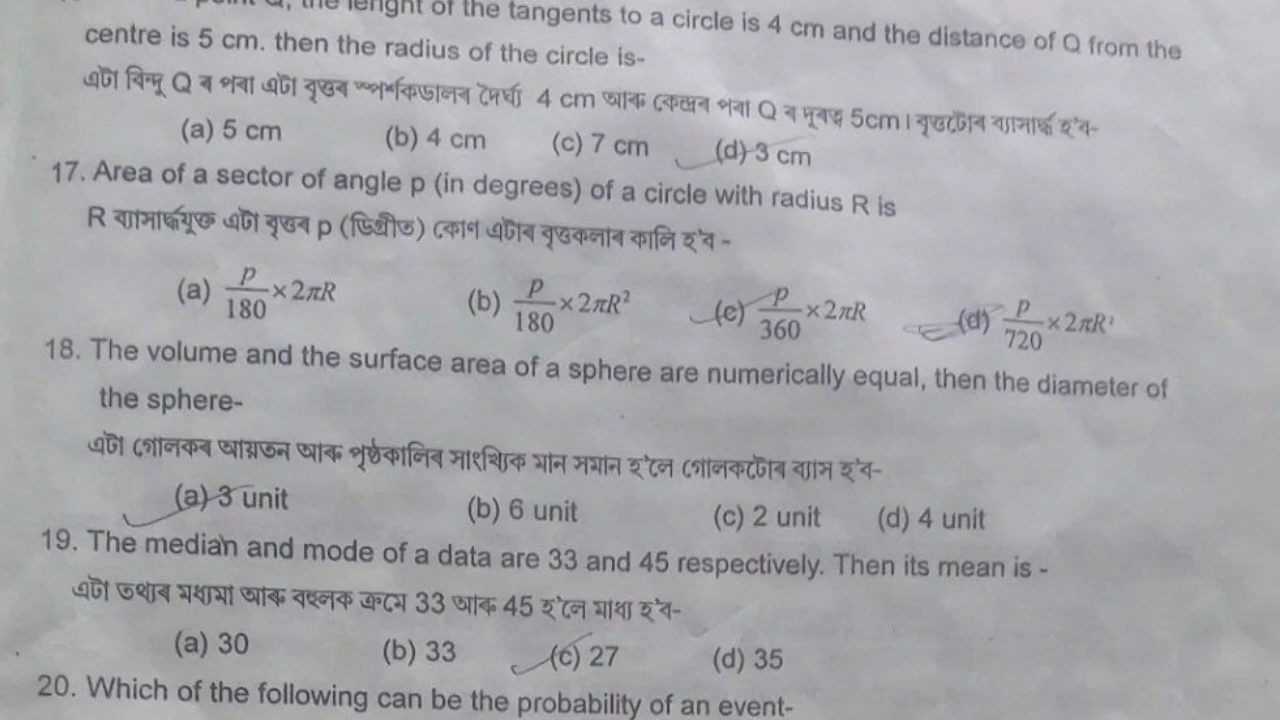 the lenght of the tangents to a circle is 4 cm and the distance of Q from the
centre is 5 cm. then the radius of the circle is-
এটা বিন্দু Q ৰ পৰা এটা বৃত্তৰ স্পৰ্শকডালৰ দৈৰ্ঘ্য 4 cm আৰু কেন্দ্ৰৰ পৰা Q ৰ দূৰত্ব 5cm। বৃত্তটোৰ ব্যাসাৰ্দ্ধ হ'ব-
(a) 5 cm (b) 4 cm (c) 7 cm (d) 3 cm
17. Area of a sector of angle p (in degrees) of a circle with radius R is
R ব্যাসাৰ্দ্ধযুক্ত এটা বৃত্তৰ p (ডিগ্ৰীত) কোণ এটাৰ বৃত্তকলাৰ কালি হ'ব -
(a) p/180 × 2πR (b) p/180 × 2πR² (c) p/360 × 2πR (d) p/720 × 2πR²
18. The volume and the surface area of a sphere are numerically equal, then the diameter of
the sphere-
এটা গোলকৰ আয়তন আৰু পৃষ্ঠকালিৰ সাংখ্যিক মান সমান হ'লে গোলকটোৰ ব্যাস হ'ব-
(a) 3 unit (b) 6 unit (c) 2 unit (d) 4 unit
19. The median and mode of a data are 33 and 45 respectively. Then its mean is -
এটা তথ্যৰ মধ্যমা আৰু বহুলক ক্ৰমে 33 আৰু 45 হ'লে মাধ্য হ'ব-
(a) 30 (b) 33 (c) 27 (d) 35
20. Which of the following can be the probability of an event-